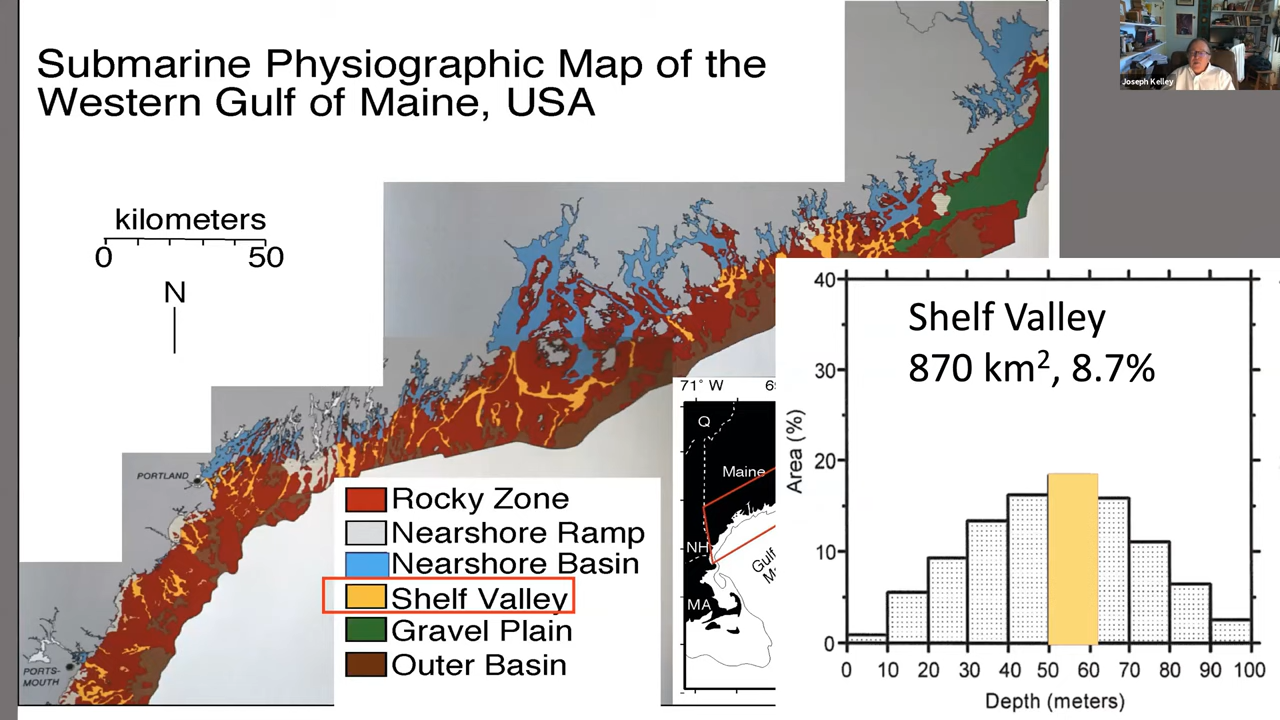 Submarine Physiographic Map of the
Western Gulf of Maine, USA
Joseph Kelley
kilometers
0 50
N
PORTLAND
PORTS-
MOUTH
Rocky Zone
Nearshore Ramp
Nearshore Basin
Shelf Valley
Gravel Plain
Outer Basin
71° W
Q
Maine
NH
MA
Gulf
Shelf Valley
870 km², 8.7%
Area (%)
40
30
20
10
0
0 10 20 30 40 50 60 70 80 90 100
Depth (meters)